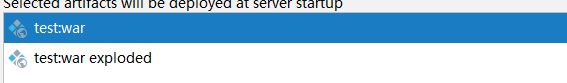 Selected artifacts will be deployed at server startup
test:war
test:war exploded